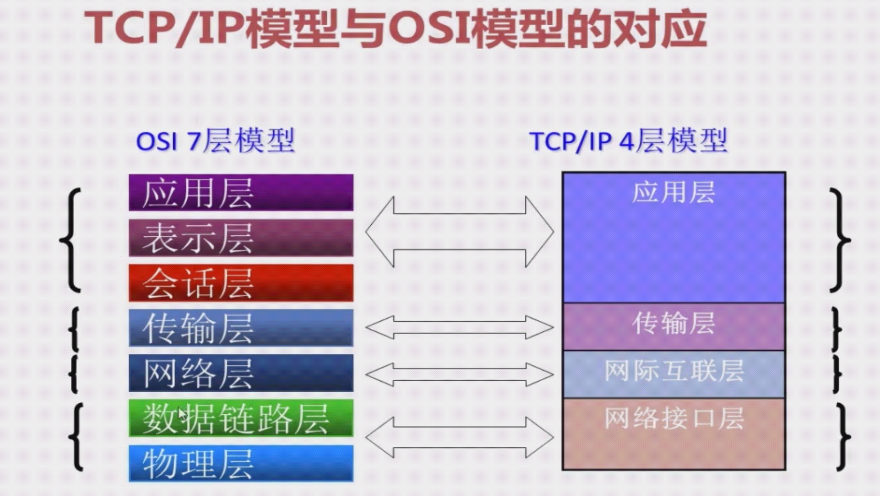 TCP/IP模型与OSI模型的对应
OSI 7层模型
应用层
表示层
会话层
传输层
网络层
数据链路层
物理层
TCP/IP 4层模型
应用层
传输层
网际互联层
网络接口层